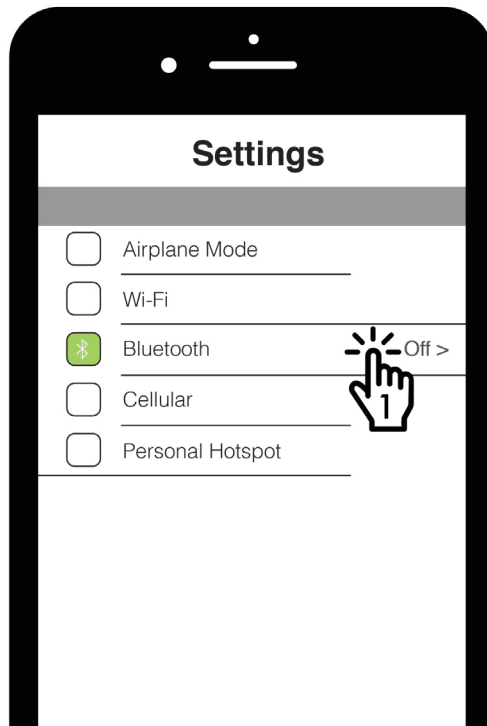 Settings
Airplane Mode
Wi-Fi
Bluetooth Off >
1
Cellular
Personal Hotspot